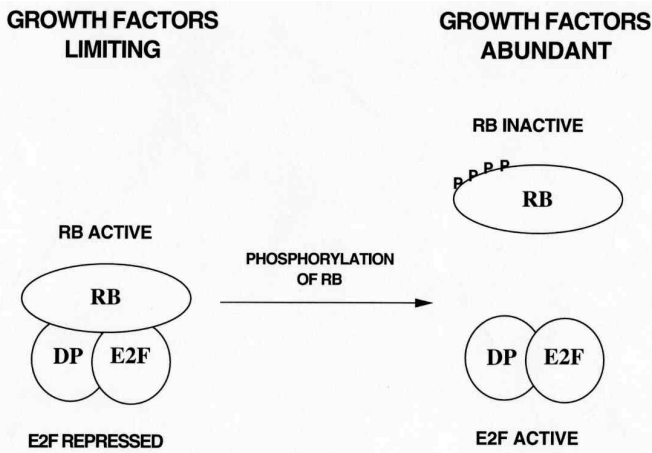 GROWTH FACTORS
LIMITING
GROWTH FACTORS
ABUNDANT
RB INACTIVE
P P P P
RB
RB ACTIVE
PHOSPHORYLATION
OF RB
RB
DP E2F
DP E2F
E2F REPRESSED
E2F ACTIVE